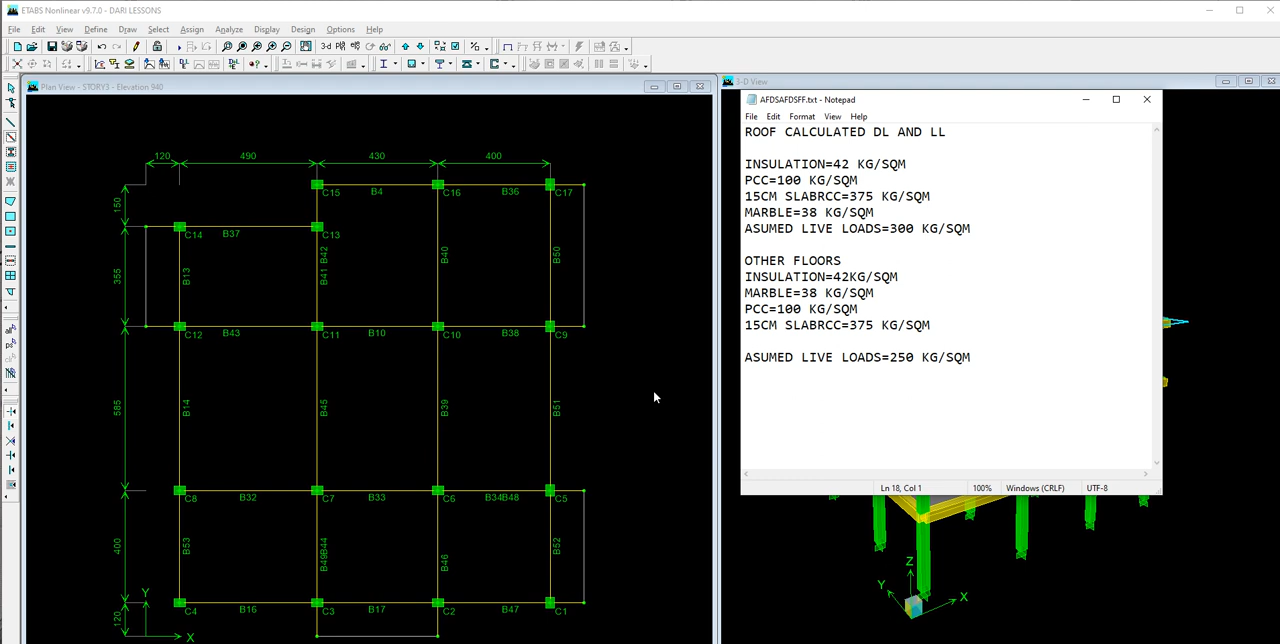 ETABS Nonlinear v9.7.0 - DARI LESSONS
File Edit View Define Draw Select Assign Analyze Display Design Options Help
Plan View - STORY3 - Elevation 940
120 490 430 400
150
355
585
400
120
C15 B4 C16 B36 C17
C14 B37 C13
B13 B41 B42 B40 B50
C12 B43 C11 B10 C10 B38 C9
B14 B45 B39 B51
C8 B32 C7 B33 C6 B34B48 C5
B53 B49B44 B46 B52
C4 B16 C3 B17 C2 B47 C1
Y
X
3-D View
AFDSAFDSFF.txt - Notepad
File Edit Format View Help
ROOF CALCULATED DL AND LL
INSULATION=42 KG/SQM
PCC=100 KG/SQM
15CM SLABRCC=375 KG/SQM
MARBLE=38 KG/SQM
ASUMED LIVE LOADS=300 KG/SQM
OTHER FLOORS
INSULATION=42KG/SQM
MARBLE=38 KG/SQM
PCC=100 KG/SQM
15CM SLABRCC=375 KG/SQM
ASUMED LIVE LOADS=250 KG/SQM
Ln 18, Col 1 100% Windows (CRLF) UTF-8
Z
Y
X